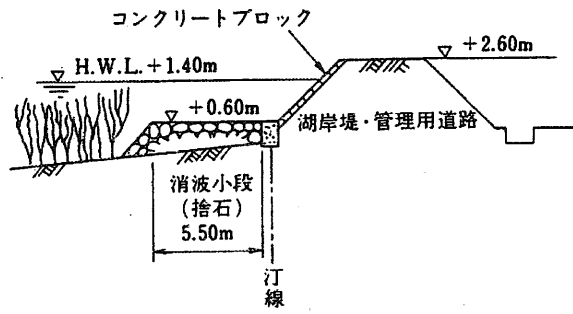 コンクリートブロック
+2.60m
H.W.L.+1.40m
+0.60m
湖岸堤・管理用道路
消波小段
(捨石)
5.50m
汀線